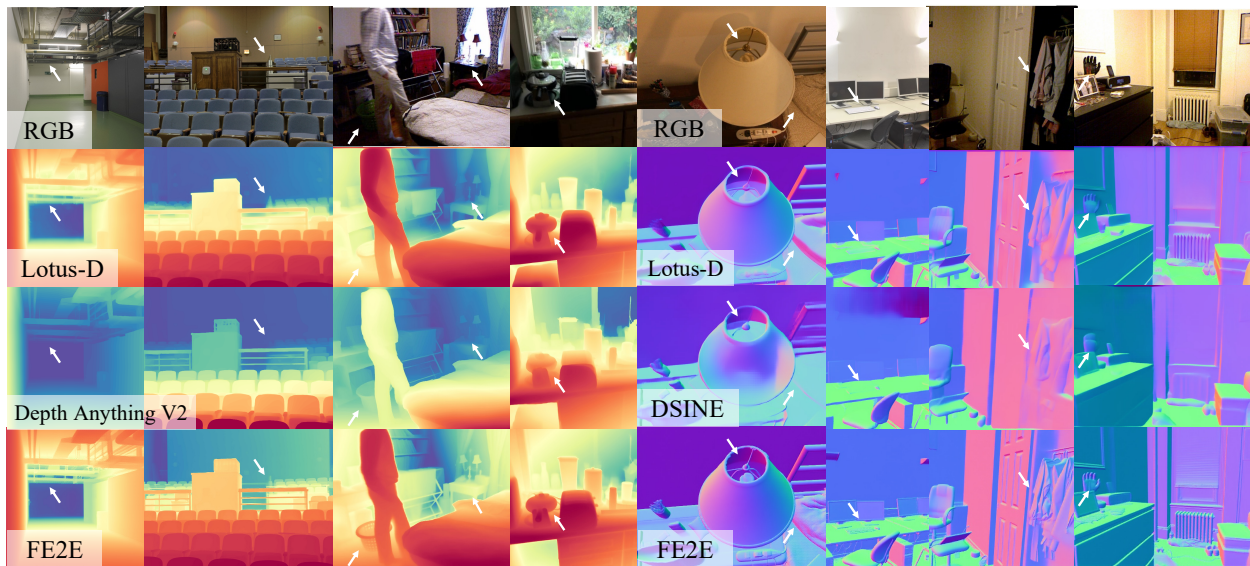 RGB
RGB
Lotus-D
Lotus-D
Depth Anything V2
DSINE
FE2E
FE2E